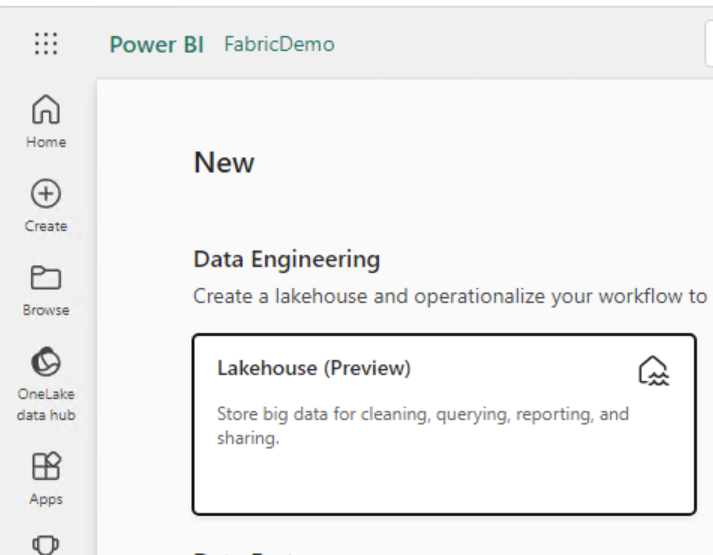 Power BI FabricDemo
Home
Create
Browse
OneLake
data hub
Apps
New
Data Engineering
Create a lakehouse and operationalize your workflow to
Lakehouse (Preview)
Store big data for cleaning, querying, reporting, and
sharing.